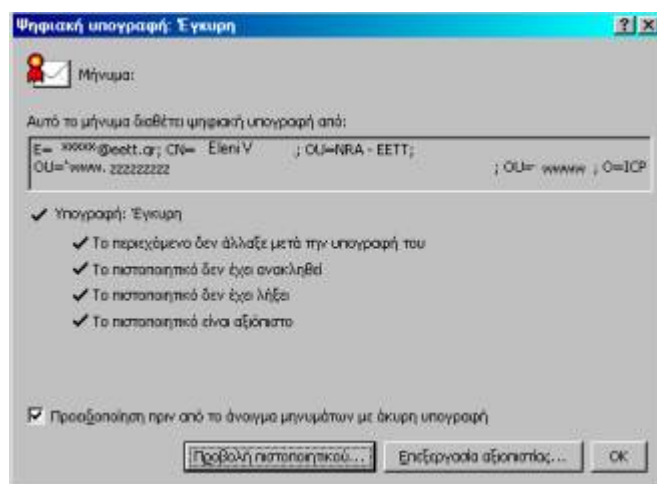 Ψηφιακή υπογραφή: Έγκυρη
Μήνυμα:
Αυτό το μήνυμα διαθέτει ψηφιακή υπογραφή από:
E= xxxxx@eett.gr; CN= Eleni V ; OU=NRA - EETT;
OU="www. zzzzzzzzz ; OU= wwwww ; O=ICP
Υπογραφή: Έγκυρη
Το περιεχόμενο δεν άλλαξε μετά την υπογραφή του
Το πιστοποιητικό δεν έχει ανακληθεί
Το πιστοποιητικό δεν έχει λήξει
Το πιστοποιητικό είναι αξιόπιστο
Προειδοποίηση πριν από το άνοιγμα μηνυμάτων με άκυρη υπογραφή
Προβολή πιστοποιητικού... Επεξεργασία αξιοπιστίας... OK